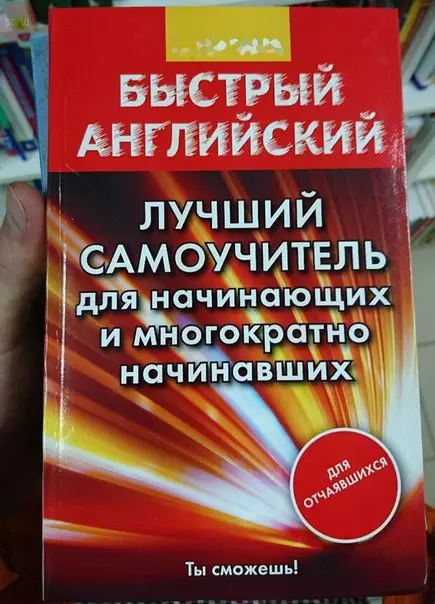 БЫСТРЫЙ
АНГЛИЙСКИЙ
ЛУЧШИЙ
САМОУЧИТЕЛЬ
для начинающих
и многократно
начинавших
ДЛЯ
ОТЧАЯВШИХСЯ
Ты сможешь!